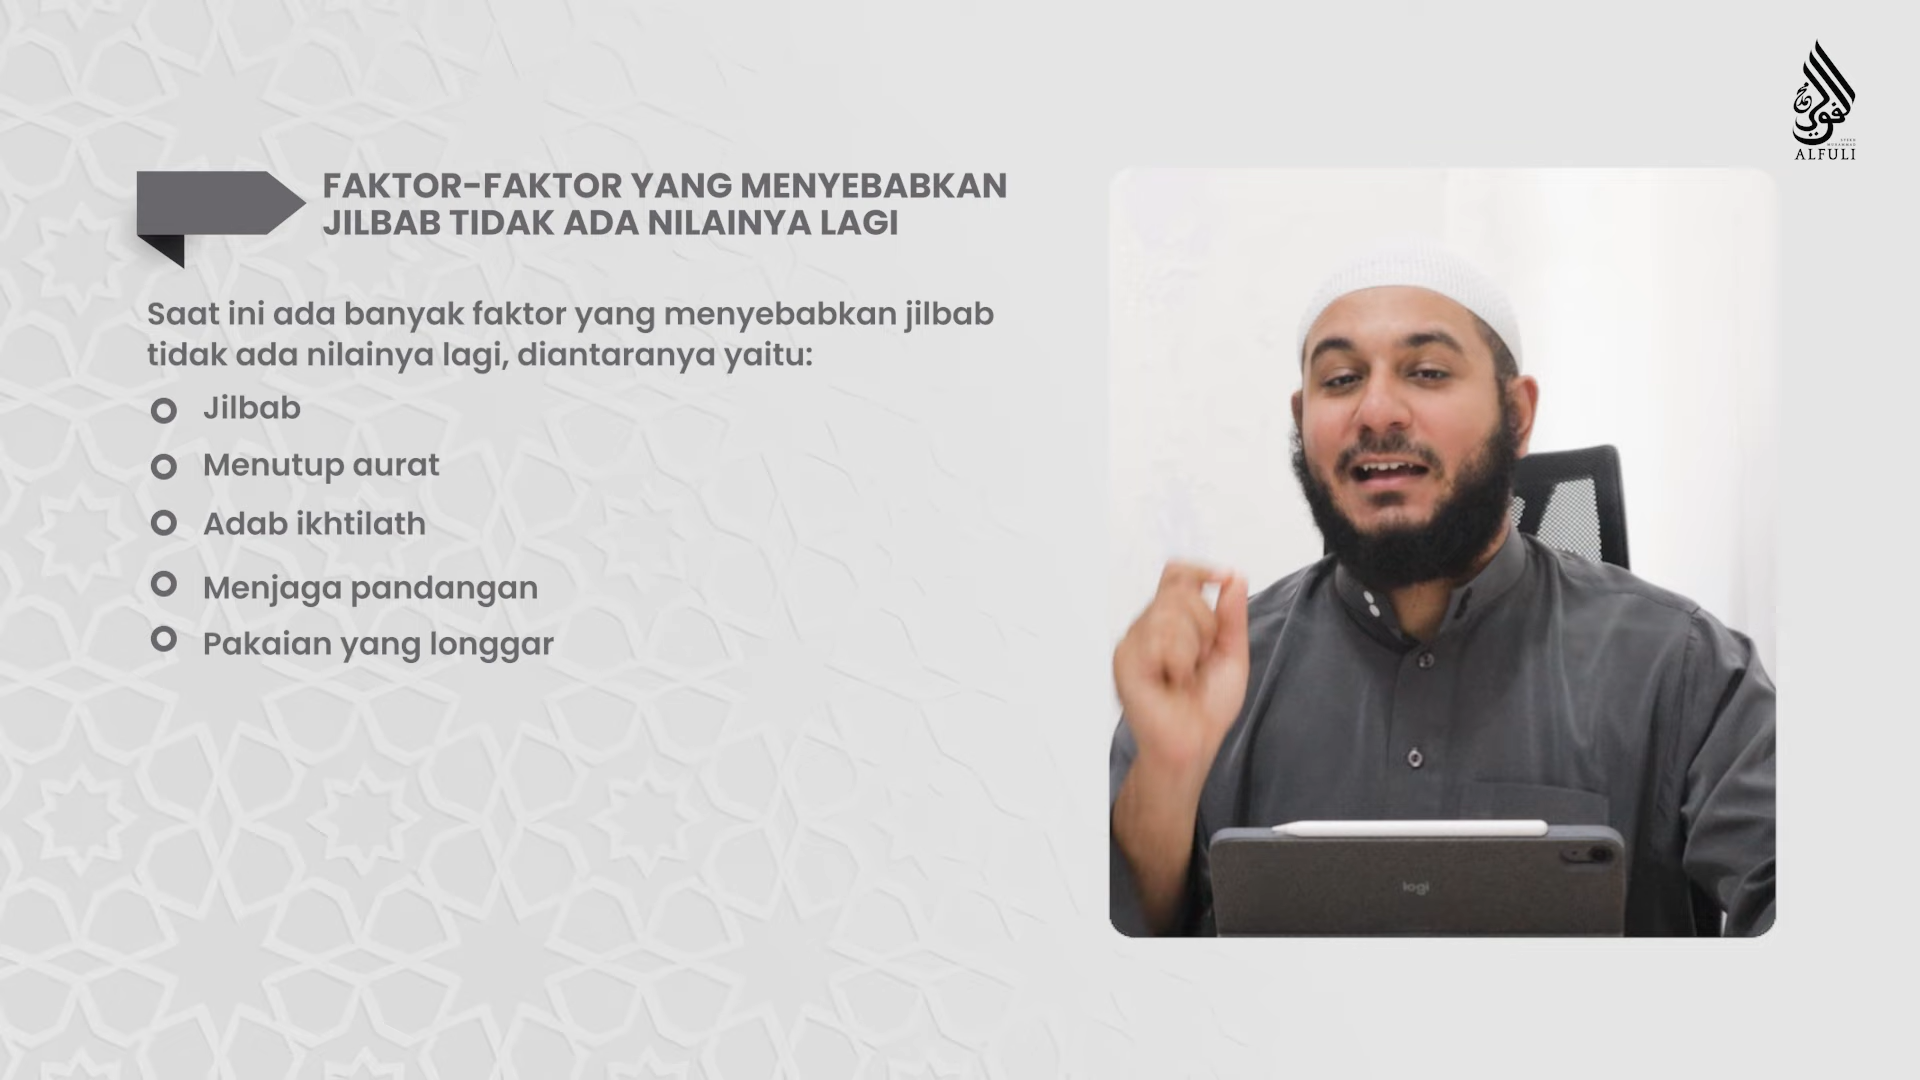 FAKTOR-FAKTOR YANG MENYEBABKAN
JILBAB TIDAK ADA NILAINYA LAGI
Saat ini ada banyak faktor yang menyebabkan jilbab
tidak ada nilainya lagi, diantaranya yaitu:
Jilbab
Menutup aurat
Adab ikhtilath
Menjaga pandangan
Pakaian yang longgar
ALFULI
logi